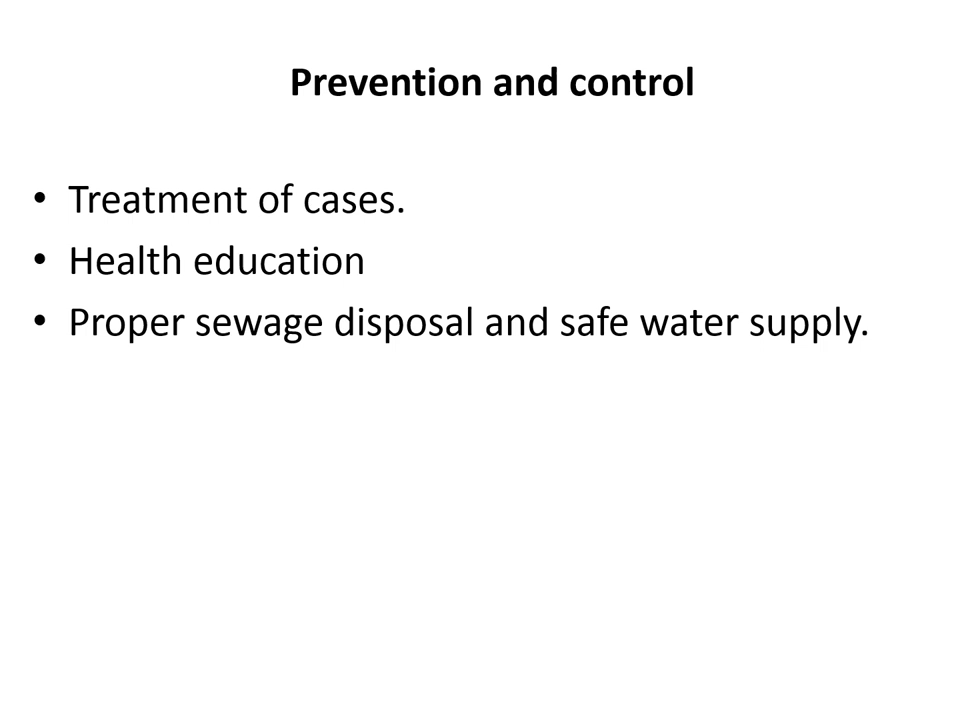 Prevention and control
• Treatment of cases.
• Health education
• Proper sewage disposal and safe water supply.